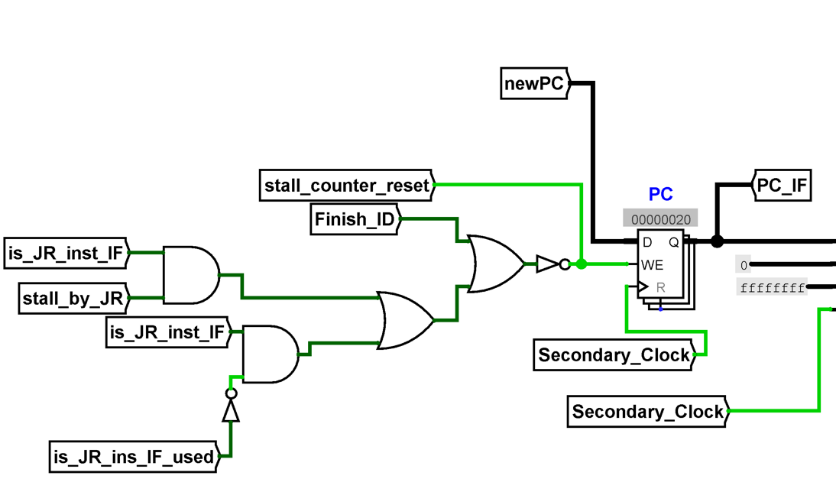 newPC
stall_counter_reset
PC
PC_IF
Finish_ID
00000020
D Q
is_JR_inst_IF
WE
0
stall_by_JR
R
ffffffff
is_JR_inst_IF
Secondary_Clock
Secondary_Clock
is_JR_ins_IF_used